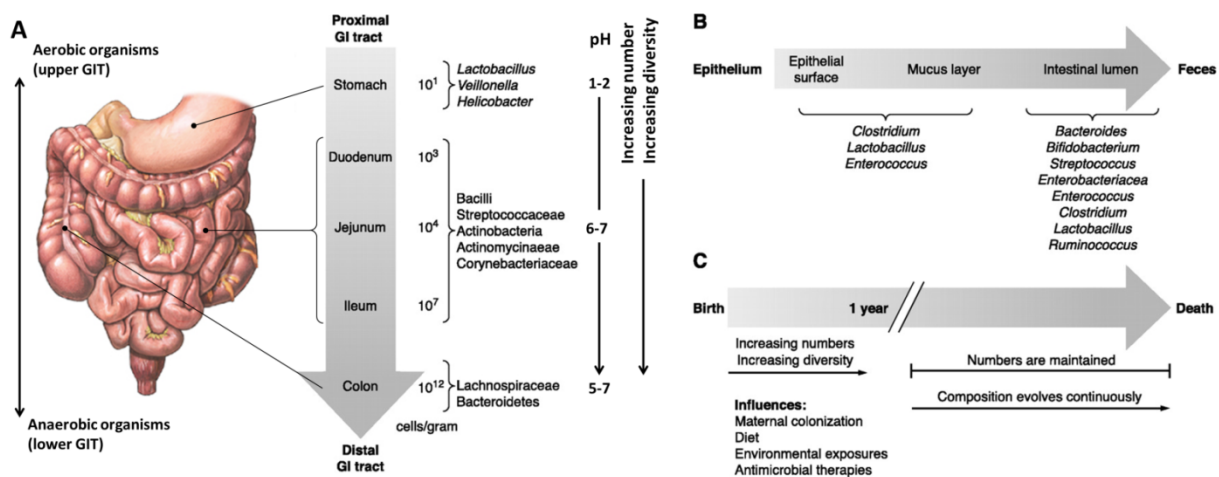 A
Aerobic organisms
(upper GIT)
Anaerobic organisms
(lower GIT)
Proximal
GI tract
Stomach
Duodenum
Jejunum
Ileum
Colon
Distal
GI tract
10¹
10³
10⁴
10⁷
10¹²
cells/gram
Lactobacillus
Veillonella
Helicobacter
Bacilli
Streptococcaceae
Actinobacteria
Actinomycinaeae
Corynebacteriaceae
Lachnospiraceae
Bacteroidetes
pH
1-2
6-7
5-7
Increasing number
Increasing diversity
B
Epithelium
Epithelial
surface
Mucus layer
Intestinal lumen
Feces
Clostridium
Lactobacillus
Enterococcus
Bacteroides
Bifidobacterium
Streptococcus
Enterobacteriacea
Enterococcus
Clostridium
Lactobacillus
Ruminococcus
C
Birth
1 year
Death
Increasing numbers
Increasing diversity
Numbers are maintained
Composition evolves continuously
Influences:
Maternal colonization
Diet
Environmental exposures
Antimicrobial therapies